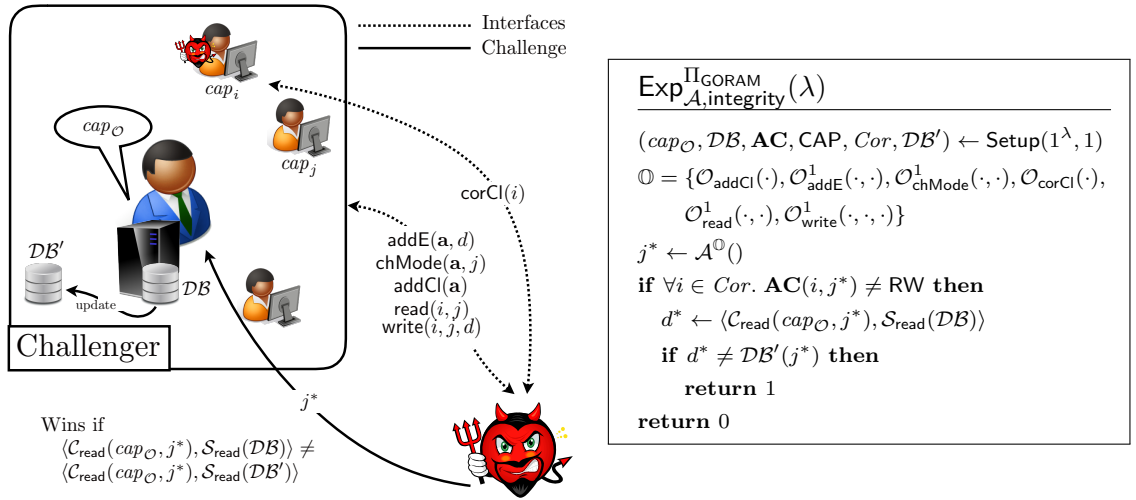 Interfaces
Challenge
cap_i
cap_j
cap_𝒪
corCl(i)
addE(𝐚, d)
chMode(𝐚, j)
addCl(𝐚)
read(i, j)
write(i, j, d)
𝒟ℬ′
𝒟ℬ
update
Challenger
j*
Wins if
⟨𝒞_read(cap_𝒪, j*), 𝒮_read(𝒟ℬ)⟩ ≠
⟨𝒞_read(cap_𝒪, j*), 𝒮_read(𝒟ℬ′)⟩
Exp^{Π_GORAM}_{𝒜,integrity}(λ)
(cap_𝒪, 𝒟ℬ, 𝐀𝐂, CAP, Cor, 𝒟ℬ′) ← Setup(1^λ, 1)
𝕆 = {𝒪_addCl(·), 𝒪^1_addE(·, ·), 𝒪^1_chMode(·, ·), 𝒪_corCl(·),
𝒪^1_read(·, ·), 𝒪^1_write(·, ·, ·)}
j* ← 𝒜^𝕆()
if ∀i ∈ Cor. 𝐀𝐂(i, j*) ≠ RW then
d* ← ⟨𝒞_read(cap_𝒪, j*), 𝒮_read(𝒟ℬ)⟩
if d* ≠ 𝒟ℬ′(j*) then
return 1
return 0